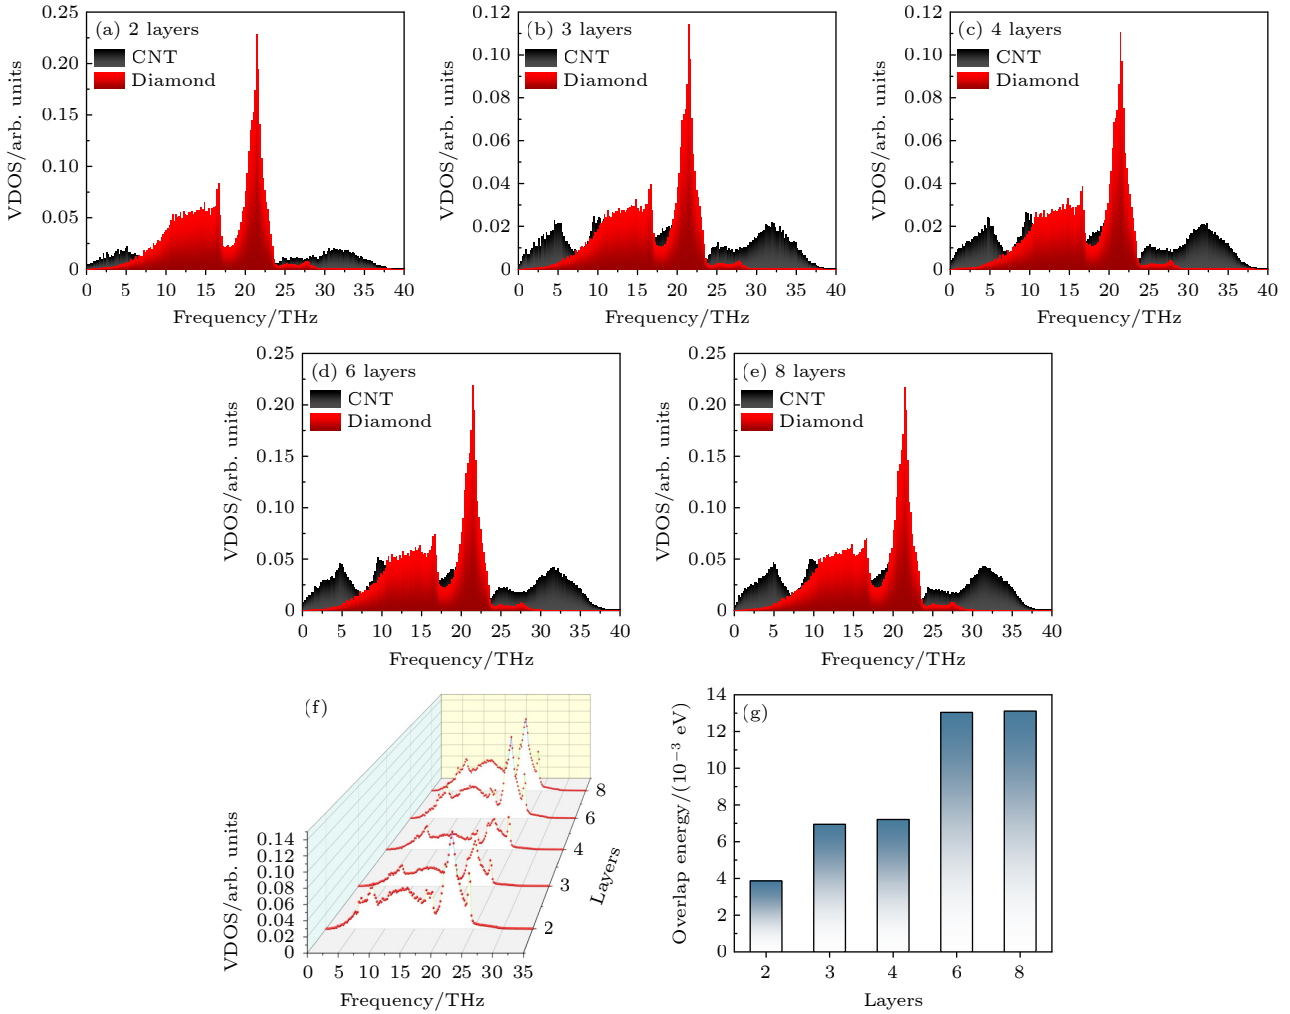 (a) 2 layers
CNT
Diamond
VDOS/arb. units
0.25
0.20
0.15
0.10
0.05
0
0 5 10 15 20 25 30 35 40
Frequency/THz
(b) 3 layers
CNT
Diamond
VDOS/arb. units
0.12
0.10
0.08
0.06
0.04
0.02
0
0 5 10 15 20 25 30 35 40
Frequency/THz
(c) 4 layers
CNT
Diamond
VDOS/arb. units
0.12
0.10
0.08
0.06
0.04
0.02
0
0 5 10 15 20 25 30 35 40
Frequency/THz
(d) 6 layers
CNT
Diamond
VDOS/arb. units
0.25
0.20
0.15
0.10
0.05
0
0 5 10 15 20 25 30 35 40
Frequency/THz
(e) 8 layers
CNT
Diamond
VDOS/arb. units
0.25
0.20
0.15
0.10
0.05
0
0 5 10 15 20 25 30 35 40
Frequency/THz
(f)
VDOS/arb. units
0.14
0.12
0.10
0.08
0.06
0.04
0.02
0
0 5 10 15 20 25 30 35
Frequency/THz
8
6
4
3
2
Layers
(g)
Overlap energy/(10⁻³ eV)
14
12
10
8
6
4
2
0
2 3 4 6 8
Layers